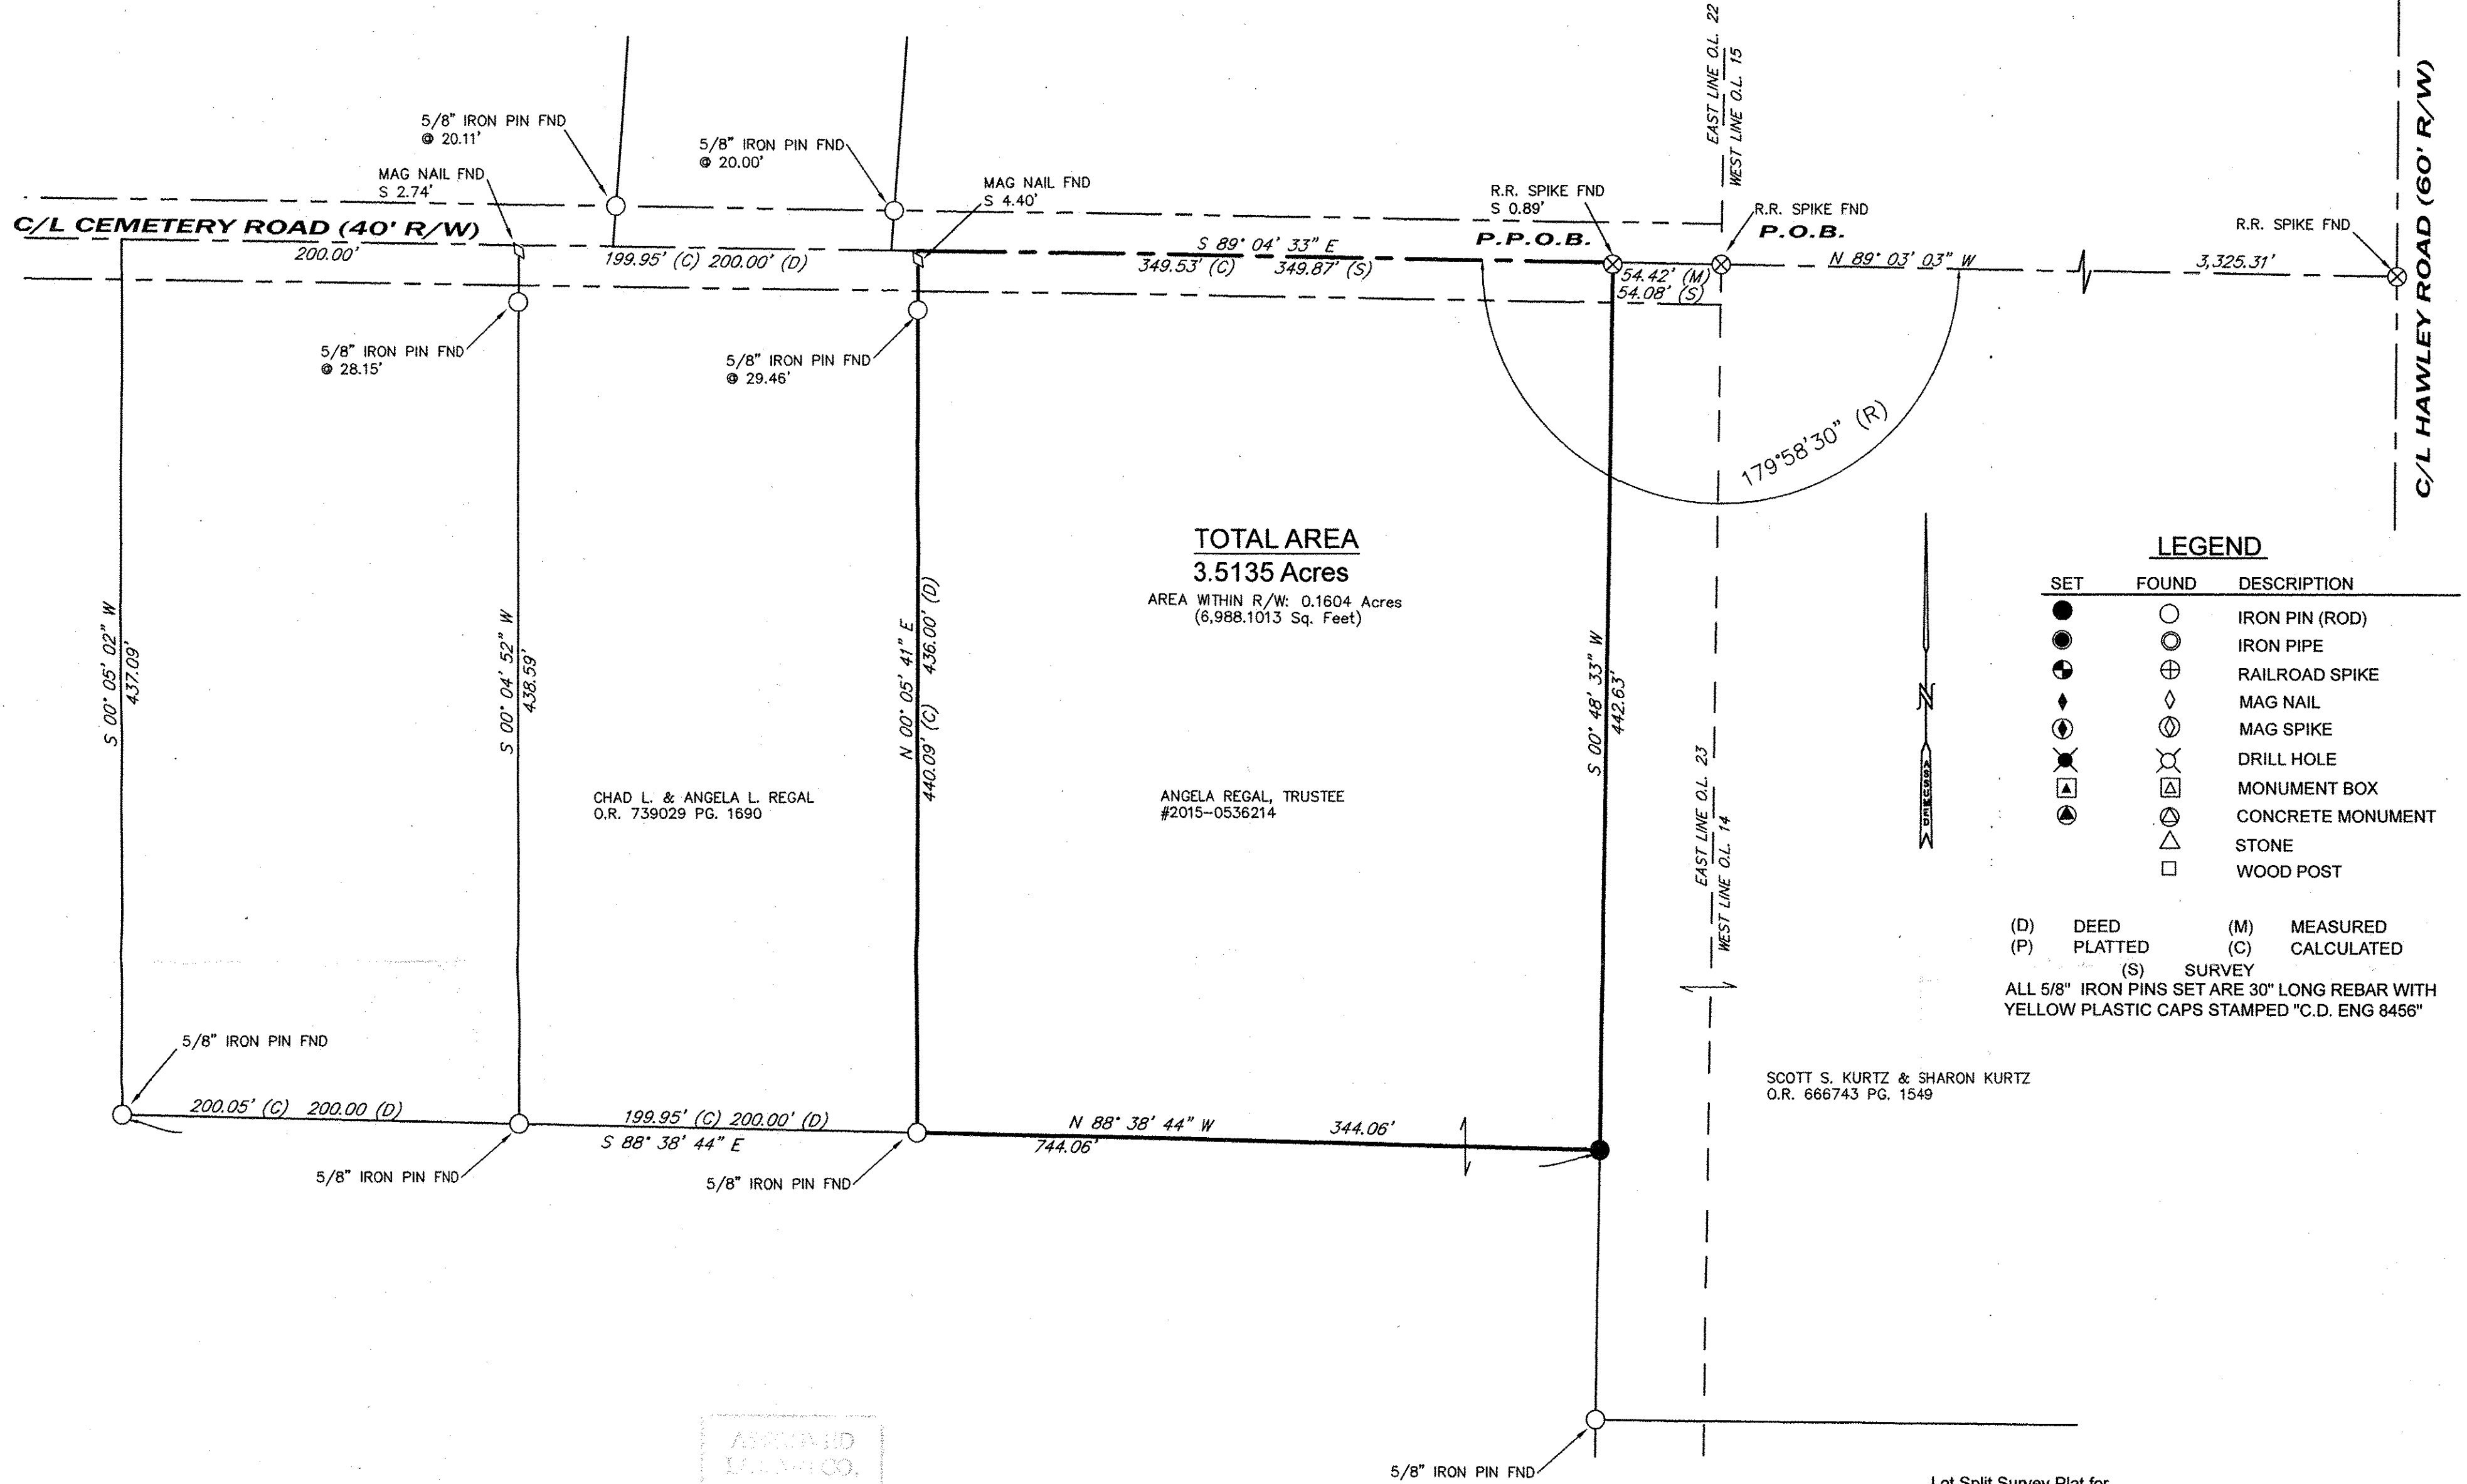 EAST LINE O.L. 22
WEST LINE O.L. 15
C/L HAWLEY ROAD (60' R/W)
5/8" IRON PIN FND
@ 20.11'
5/8" IRON PIN FND
@ 20.00'
MAG NAIL FND
S 2.74'
MAG NAIL FND
S 4.40'
R.R. SPIKE FND
S 0.89'
R.R. SPIKE FND
R.R. SPIKE FND
C/L CEMETERY ROAD (40' R/W)
P.P.O.B.
P.O.B.
200.00'
199.95' (C) 200.00' (D)
S 89° 04' 33" E
349.53' (C) 349.87' (S)
54.42' (M)
54.08' (S)
N 89° 03' 03" W
3,325.31'
5/8" IRON PIN FND
@ 28.15'
5/8" IRON PIN FND
@ 29.46'
179°58'30" (R)
TOTAL AREA
3.5135 Acres
AREA WITHIN R/W: 0.1604 Acres
(6,988.1013 Sq. Feet)
S 00° 05' 02" W
437.09'
S 00° 04' 52" W
438.59'
N 00° 05' 41" E
440.09' (C) 436.00' (D)
S 00° 48' 33" W
442.63'
EAST LINE O.L. 23
WEST LINE O.L. 14
CHAD L. & ANGELA L. REGAL
O.R. 739029 PG. 1690
ANGELA REGAL, TRUSTEE
#2015-0536214
N
ASSUMED
LEGEND
SET FOUND DESCRIPTION
IRON PIN (ROD)
IRON PIPE
RAILROAD SPIKE
MAG NAIL
MAG SPIKE
DRILL HOLE
MONUMENT BOX
CONCRETE MONUMENT
STONE
WOOD POST
(D) DEED (M) MEASURED
(P) PLATTED (C) CALCULATED
(S) SURVEY
ALL 5/8" IRON PINS SET ARE 30" LONG REBAR WITH
YELLOW PLASTIC CAPS STAMPED "C.D. ENG 8456"
SCOTT S. KURTZ & SHARON KURTZ
O.R. 666743 PG. 1549
5/8" IRON PIN FND
200.05' (C) 200.00 (D)
199.95' (C) 200.00' (D)
S 88° 38' 44" E
N 88° 38' 44" W
344.06'
744.06'
5/8" IRON PIN FND
5/8" IRON PIN FND
5/8" IRON PIN FND
Lot Split Survey Plat for